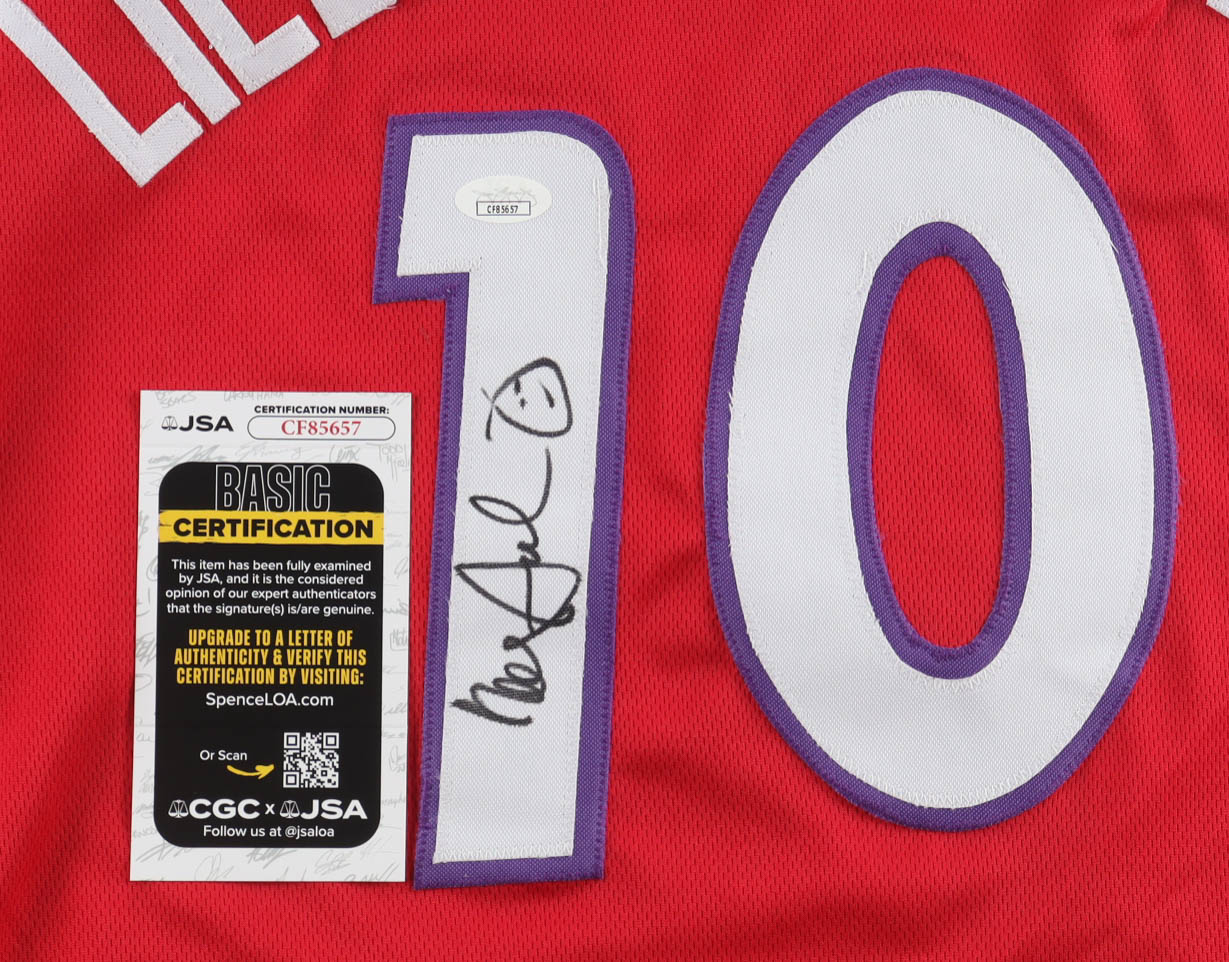 LIL
10
CF85657
JSA
CERTIFICATION NUMBER:
CF85657
BASIC
CERTIFICATION
This item has been fully examined
by JSA, and it is the considered
opinion of our expert authenticators
that the signature(s) is/are genuine.
UPGRADE TO A LETTER OF
AUTHENTICITY & VERIFY THIS
CERTIFICATION BY VISITING:
SpenceLOA.com
Or Scan
CGC x JSA
Follow us at @jsaloa